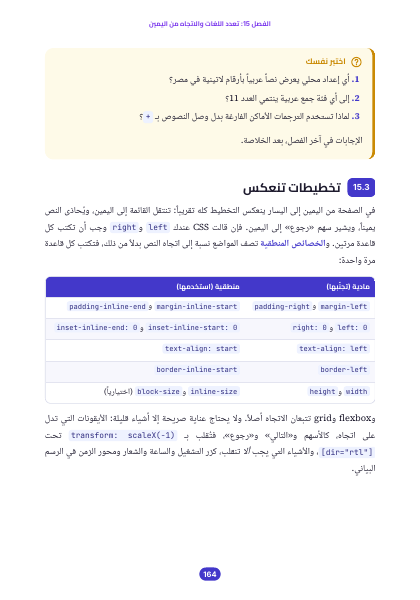 الفصل 15: تعدد اللغات والاتجاه من اليمين
اختبر نفسك
1. أي إعداد محلي يعرض نصاً عربياً بأرقام لاتينية في مصر؟
2. إلى أي فئة جمع عربية ينتمي العدد 11؟
3. لماذا تستخدم الترجمات الأماكن الفارغة بدل وصل النصوص بـ + ؟
الإجابات في آخر الفصل، بعد الخلاصة.
15.3 تخطيطات تنعكس
في الصفحة من اليمين إلى اليسار ينعكس التخطيط كله تقريباً: تنتقل القائمة إلى اليمين، ويُحاذى النص
يميناً، ويشير سهم «رجوع» إلى اليمين. فإن قالت CSS عندك left و right وجب أن تكتب كل
قاعدة مرتين. والخصائص المنطقية تصف المواضع نسبة إلى اتجاه النص بدلاً من ذلك، فتكتب كل قاعدة
مرة واحدة:
مادية (تجنّبها) منطقية (استخدمها)
margin-left و padding-right margin-inline-start و padding-inline-end
left: 0 و right: 0 inset-inline-start: 0 و inset-inline-end: 0
text-align: left text-align: start
border-left border-inline-start
width و height inline-size و block-size (اختيارياً)
وflexbox وgrid تتبعان الاتجاه أصلاً. ولا يحتاج عناية صريحة إلا أشياء قليلة: الأيقونات التي تدل
على اتجاه، كالأسهم و«التالي» و«رجوع»، فتُقلب بـ transform: scaleX(-1) تحت
[dir="rtl"]، والأشياء التي يجب ألا تنقلب، كزر التشغيل والساعة والشعار ومحور الزمن في الرسم
البياني.
164